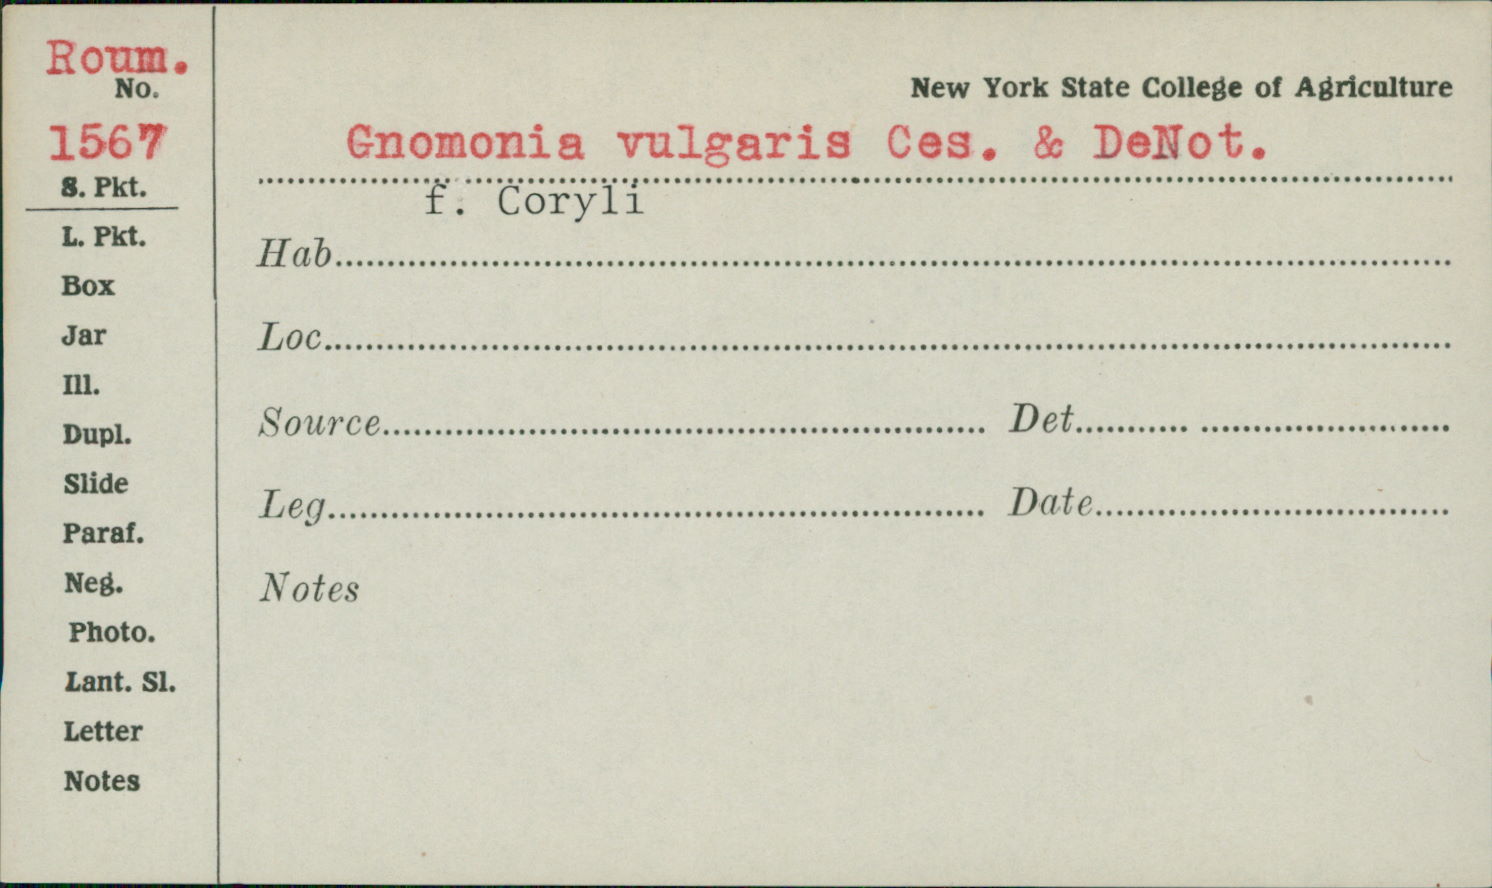 Roum.
No.
1567
S. Pkt.
L. Pkt.
Box
Jar
Ill.
Dupl.
Slide
Paraf.
Neg.
Photo.
Lant. Sl.
Letter
Notes
New York State College of Agriculture
Gnomonia vulgaris Ces. & DeNot.
f. Coryli
Hab
Loc
Source Det
Leg Date
Notes